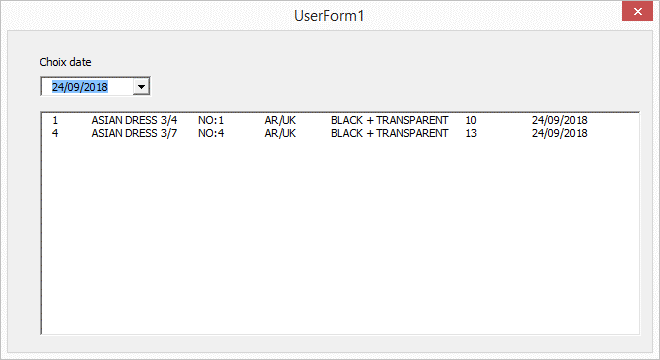 UserForm1
Choix date
24/09/2018
1 ASIAN DRESS 3/4 NO:1 AR/UK BLACK + TRANSPARENT 10 24/09/2018
4 ASIAN DRESS 3/7 NO:4 AR/UK BLACK + TRANSPARENT 13 24/09/2018